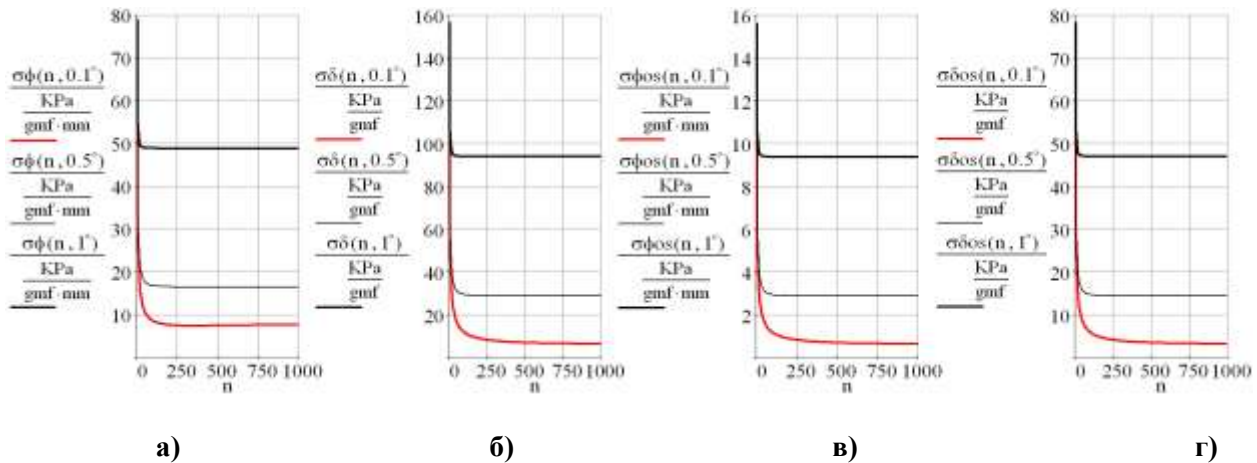 80
70
60
50
40
30
20
10
0 250 500 750 1000
n
σϕ(n, 0.1°)
KPa
gmf·mm
σϕ(n, 0.5°)
KPa
gmf·mm
σϕ(n, 1°)
KPa
gmf·mm
160
140
120
100
80
60
40
20
0 250 500 750 1000
n
σδ(n, 0.1°)
KPa
gmf
σδ(n, 0.5°)
KPa
gmf
σδ(n, 1°)
KPa
gmf
16
14
12
10
8
6
4
2
0 250 500 750 1000
n
σϕos(n, 0.1°)
KPa
gmf·mm
σϕos(n, 0.5°)
KPa
gmf·mm
σϕos(n, 1°)
KPa
gmf·mm
80
70
60
50
40
30
20
10
0 250 500 750 1000
n
σδos(n, 0.1°)
KPa
gmf
σδos(n, 0.5°)
KPa
gmf
σδos(n, 1°)
KPa
gmf
а) б) в) г)